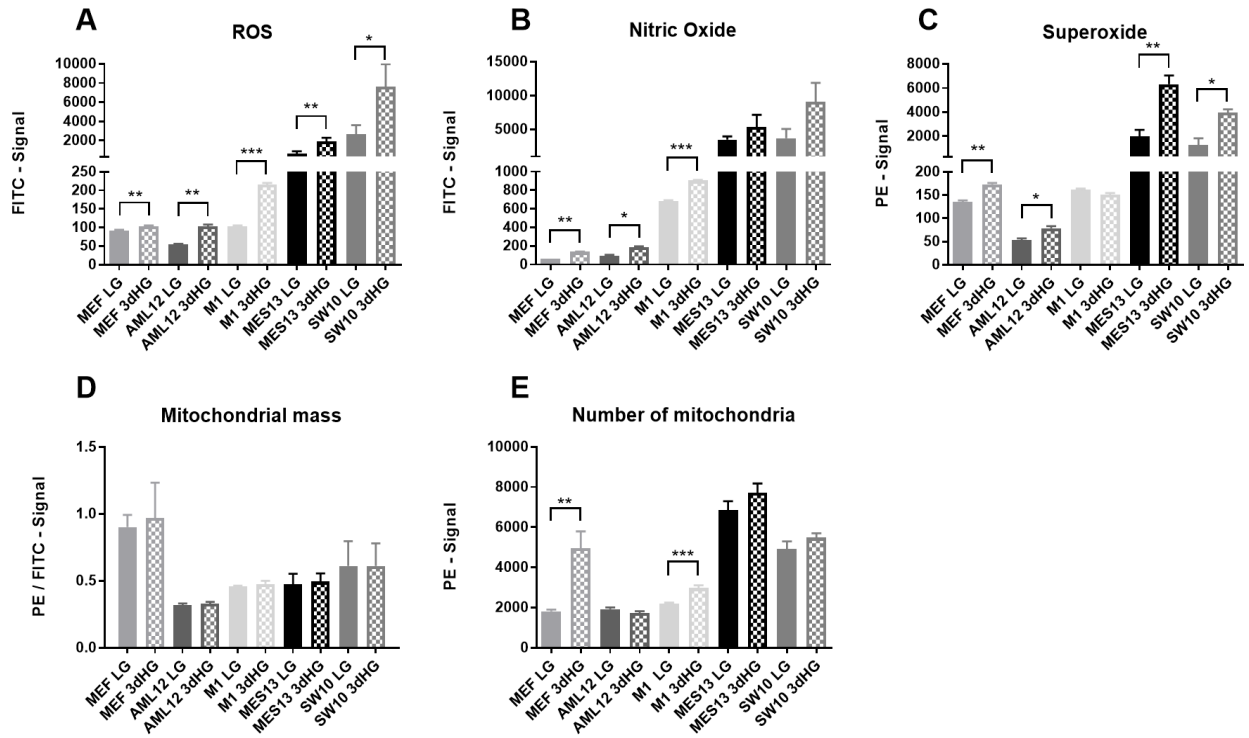 A
ROS
FITC - Signal
10000
8000
6000
4000
2000
250
200
150
100
50
0
**
**
***
**
*
MEF LG
MEF 3dHG
AML12 LG
AML12 3dHG
M1 LG
M1 3dHG
MES13 LG
MES13 3dHG
SW10 LG
SW10 3dHG
B
Nitric Oxide
FITC - Signal
15000
10000
5000
1000
800
600
400
200
0
**
*
***
MEF LG
MEF 3dHG
AML12 LG
AML12 3dHG
M1 LG
M1 3dHG
MES13 LG
MES13 3dHG
SW10 LG
SW10 3dHG
C
Superoxide
PE - Signal
8000
6000
4000
2000
200
150
100
50
0
**
*
**
*
MEF LG
MEF 3dHG
AML12 LG
AML12 3dHG
M1 LG
M1 3dHG
MES13 LG
MES13 3dHG
SW10 LG
SW10 3dHG
D
Mitochondrial mass
PE / FITC - Signal
1.5
1.0
0.5
0.0
MEF LG
MEF 3dHG
AML12 LG
AML12 3dHG
M1 LG
M1 3dHG
MES13 LG
MES13 3dHG
SW10 LG
SW10 3dHG
E
Number of mitochondria
PE - Signal
10000
8000
6000
4000
2000
0
**
***
MEF LG
MEF 3dHG
AML12 LG
AML12 3dHG
M1 LG
M1 3dHG
MES13 LG
MES13 3dHG
SW10 LG
SW10 3dHG